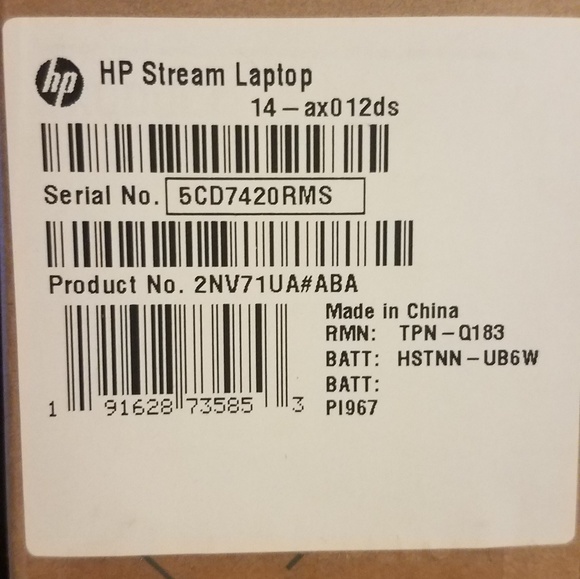 hp HP Stream Laptop
14-ax012ds
Serial No. 5CD7420RMS
Product No. 2NV71UA#ABA
Made in China
RMN: TPN-Q183
BATT: HSTNN-UB6W
BATT:
PI967
1 91628 73585 3